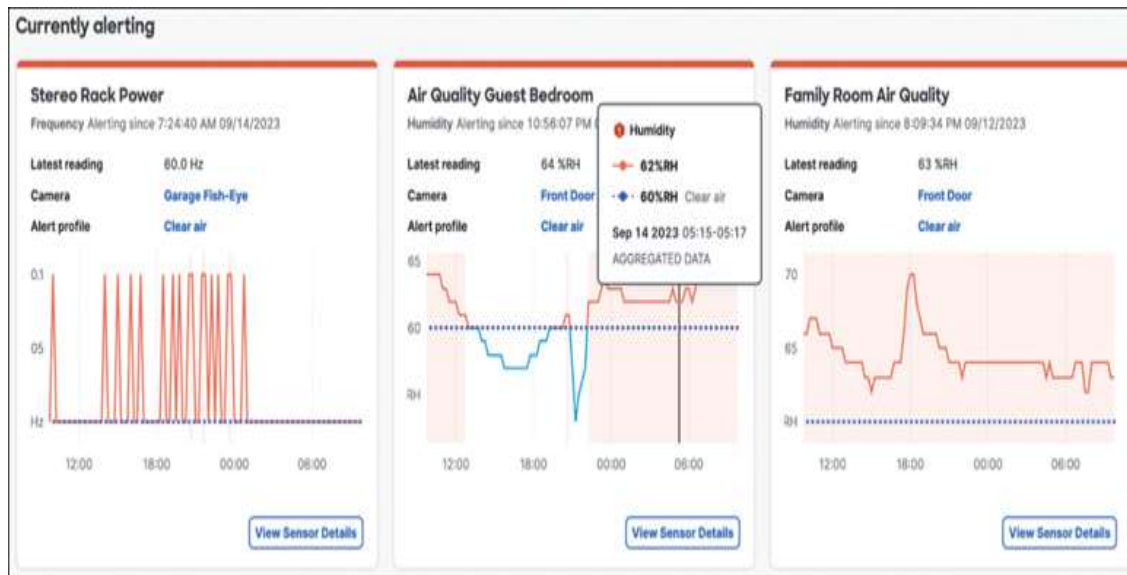 Currently alerting
Stereo Rack Power
Frequency Alerting since 7:24:40 AM 09/14/2023
Latest reading 60.0 Hz
Camera Garage Fish-Eye
Alert profile Clear air
0.1
05
Hz
12:00 18:00 00:00 06:00
View Sensor Details
Air Quality Guest Bedroom
Humidity Alerting since 10:56:07 PM
Latest reading 64 %RH
Camera Front Door
Alert profile Clear air
Humidity
62%RH
60%RH Clear air
Sep 14 2023 05:15-05:17
AGGREGATED DATA
65
60
RH
12:00 18:00 00:00 06:00
View Sensor Details
Family Room Air Quality
Humidity Alerting since 8:09:34 PM 09/12/2023
Latest reading 63 %RH
Camera Front Door
Alert profile Clear air
70
65
RH
12:00 18:00 00:00 06:00
View Sensor Details